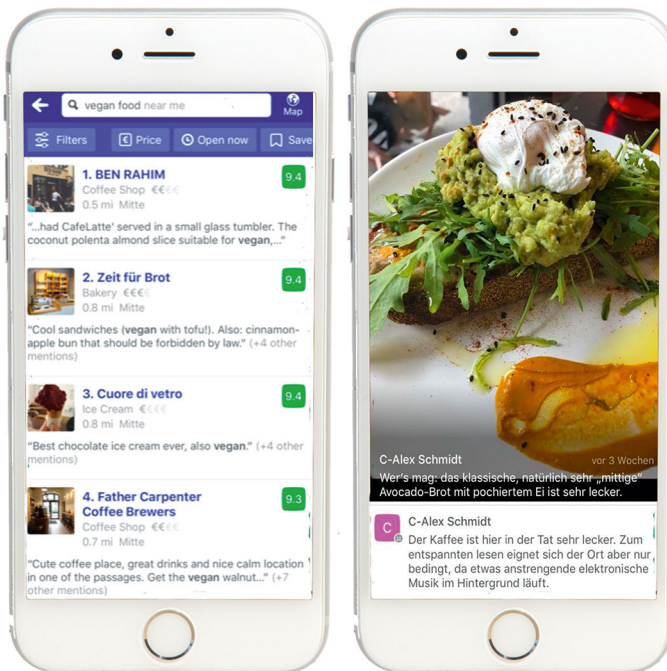 vegan food near me
Map
Filters
€ Price
Open now
Save
1. BEN RAHIM
9.4
Coffee Shop €€€€
0.5 mi Mitte
"...had CafeLatte' served in a small glass tumbler. The
coconut polenta almond slice suitable for vegan,..."
2. Zeit für Brot
9.4
Bakery €€€€
0.8 mi Mitte
"Cool sandwiches (vegan with tofu!). Also: cinnamon-
apple bun that should be forbidden by law." (+4 other
mentions)
3. Cuore di vetro
9.4
Ice Cream €€€€
0.8 mi Mitte
"Best chocolate ice cream ever, also vegan." (+4 other
mentions)
4. Father Carpenter
Coffee Brewers
9.3
Coffee Shop €€€€
0.7 mi Mitte
"Cute coffee place, great drinks and nice calm location
in one of the passages. Get the vegan walnut..." (+7
other mentions)
C-Alex Schmidt
vor 3 Wochen
Wer's mag: das klassische, natürlich sehr „mittige"
Avocado-Brot mit pochiertem Ei ist sehr lecker.
C
C-Alex Schmidt
Der Kaffee ist hier in der Tat sehr lecker. Zum
entspannten lesen eignet sich der Ort aber nur
bedingt, da etwas anstrengende elektronische
Musik im Hintergrund läuft.